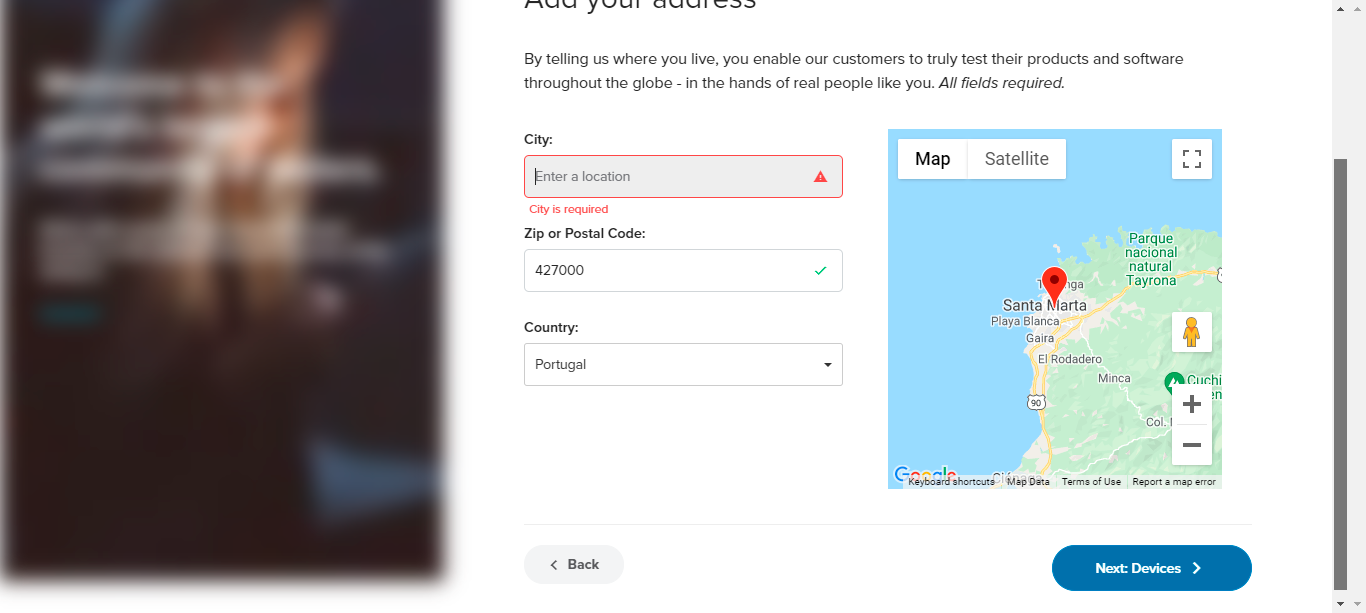 Add your address
By telling us where you live, you enable our customers to truly test their products and software
throughout the globe - in the hands of real people like you. All fields required.
City:
Enter a location
City is required
Zip or Postal Code:
427000
Country:
Portugal
Map
Satellite
Parque
nacional
natural
Tayrona
Santa Marta
Playa Blanca
Gaira
El Rodadero
Minca
90
Col.
Google
Keyboard shortcuts
Map Data
Terms of Use
Report a map error
Back
Next: Devices